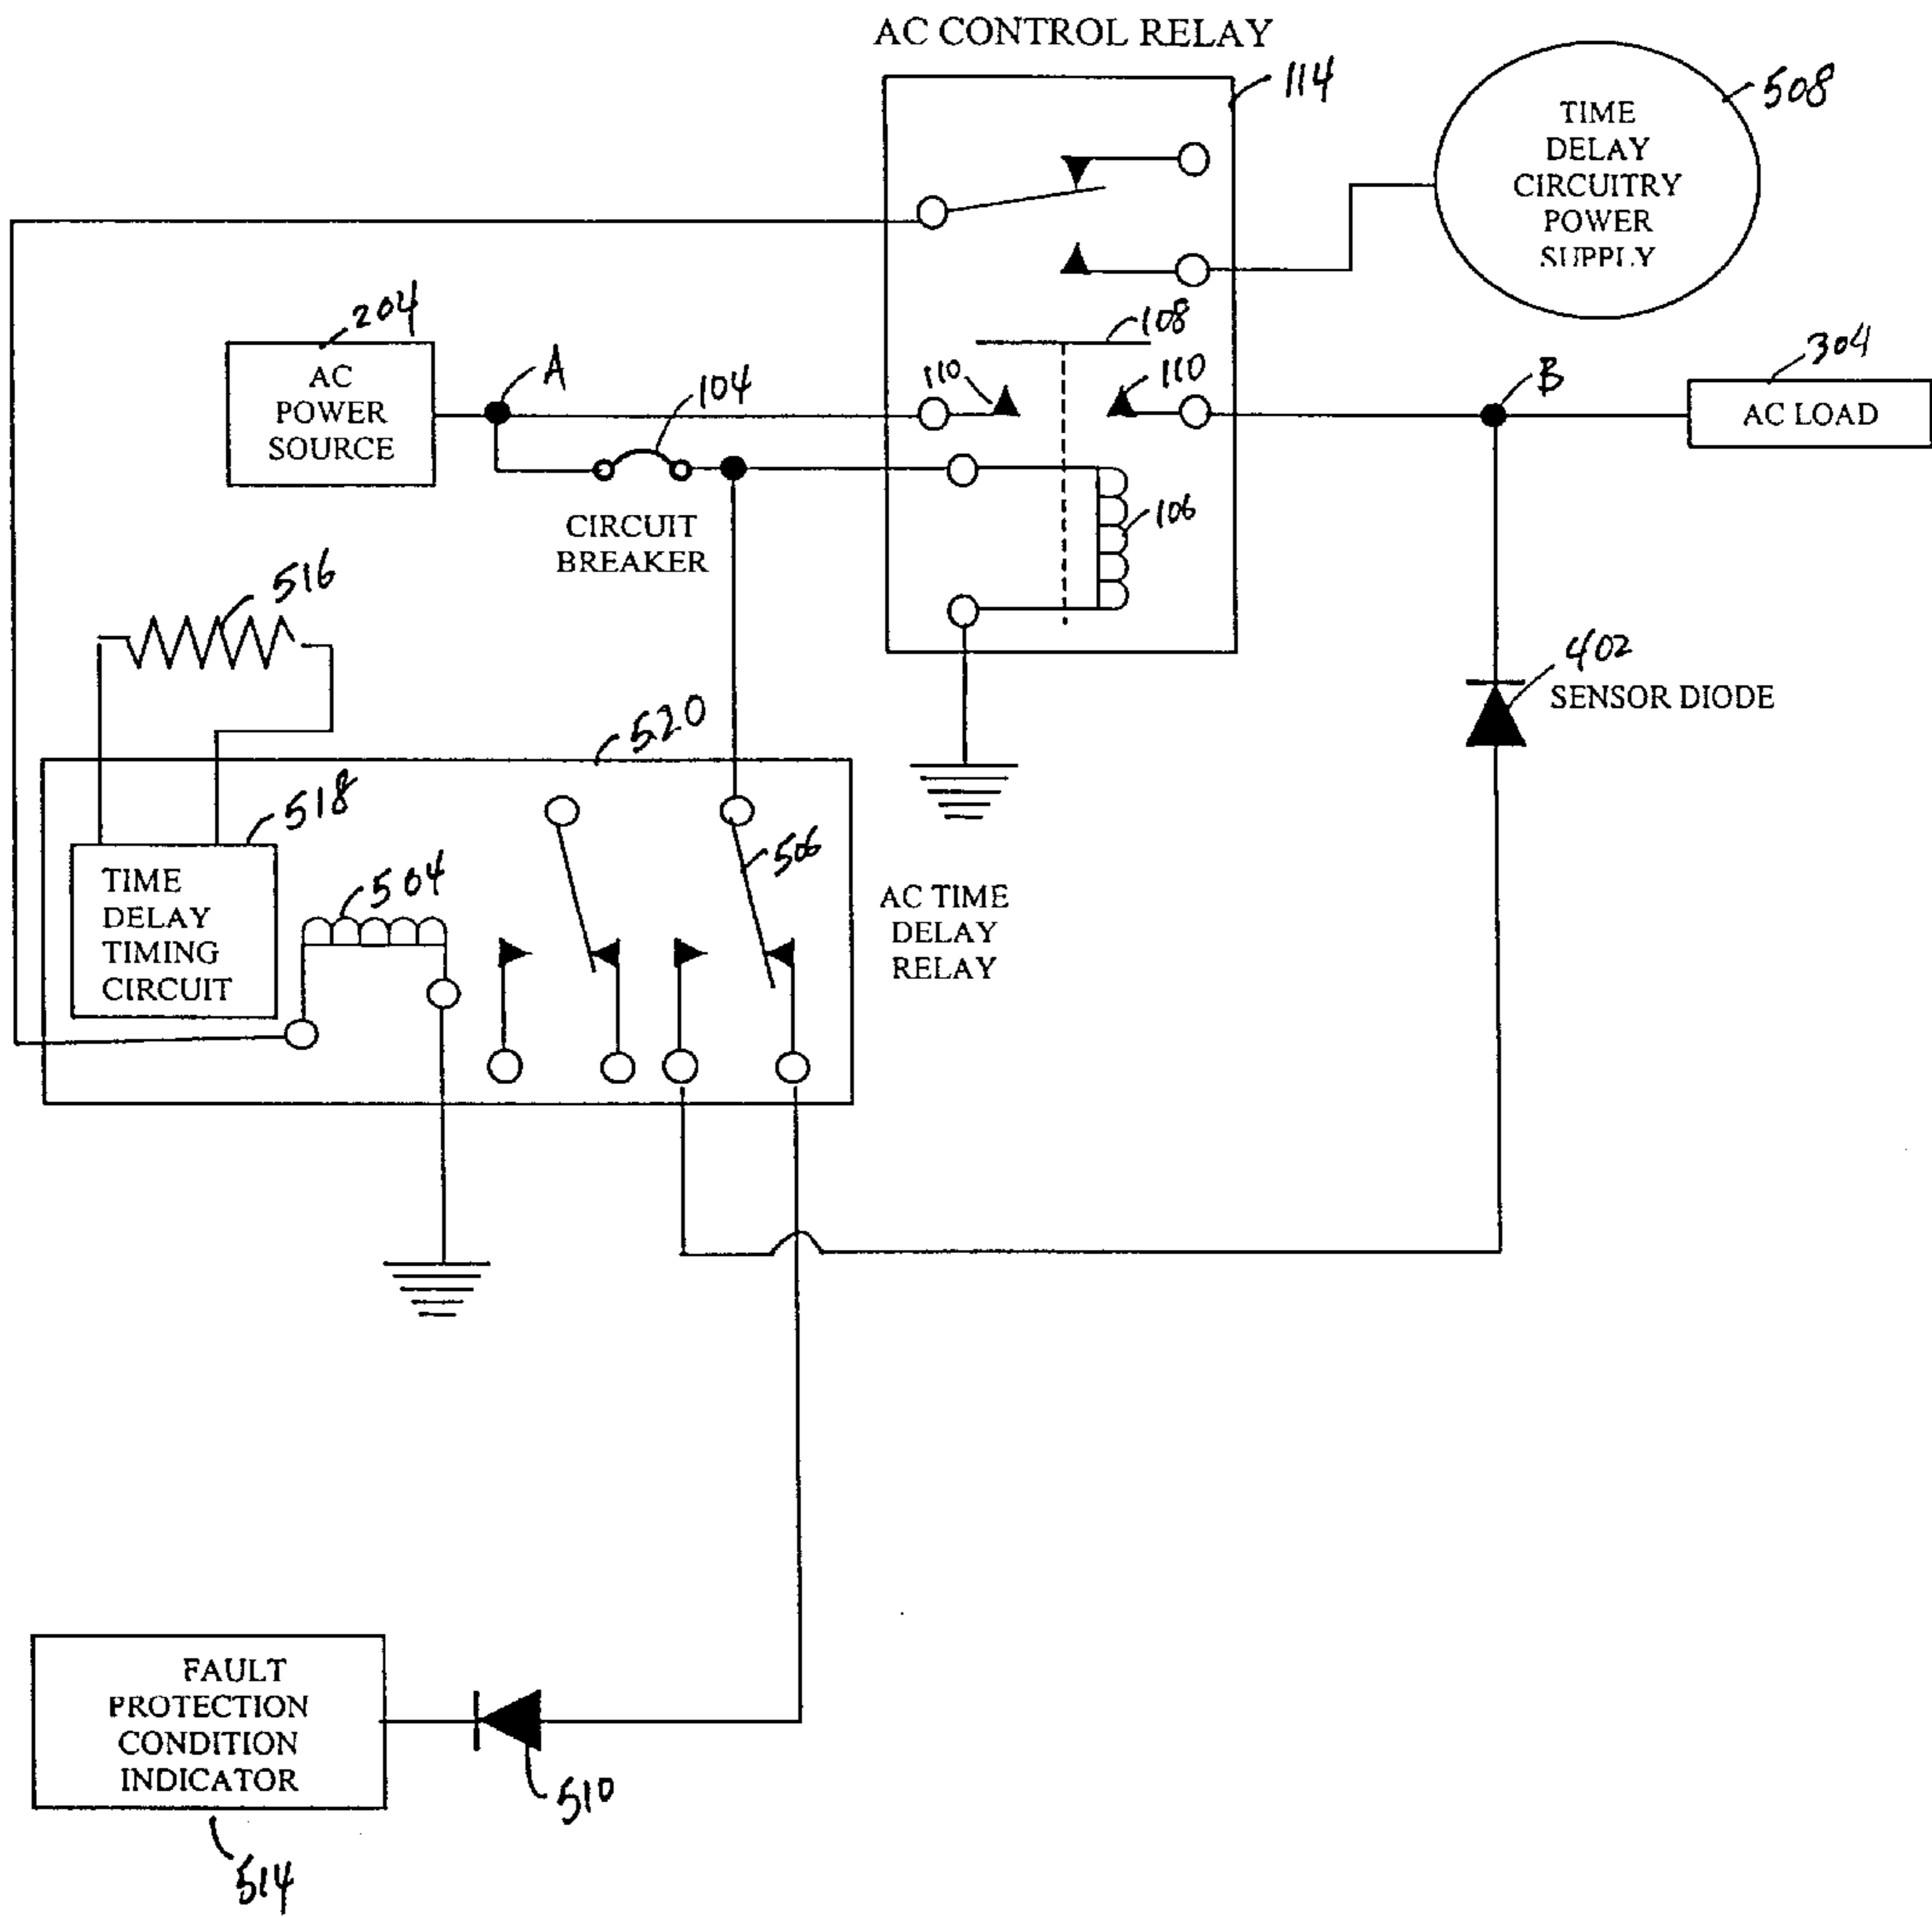 AC CONTROL RELAY
114
508
TIME
DELAY
CIRCUITRY
POWER
SUPPLY
204
AC
POWER
SOURCE
A
104
108
110
110
B
304
AC LOAD
CIRCUIT
BREAKER
106
516
402
SENSOR DIODE
520
518
TIME
DELAY
TIMING
CIRCUIT
504
506
AC TIME
DELAY
RELAY
FAULT
PROTECTION
CONDITION
INDICATOR
510
514